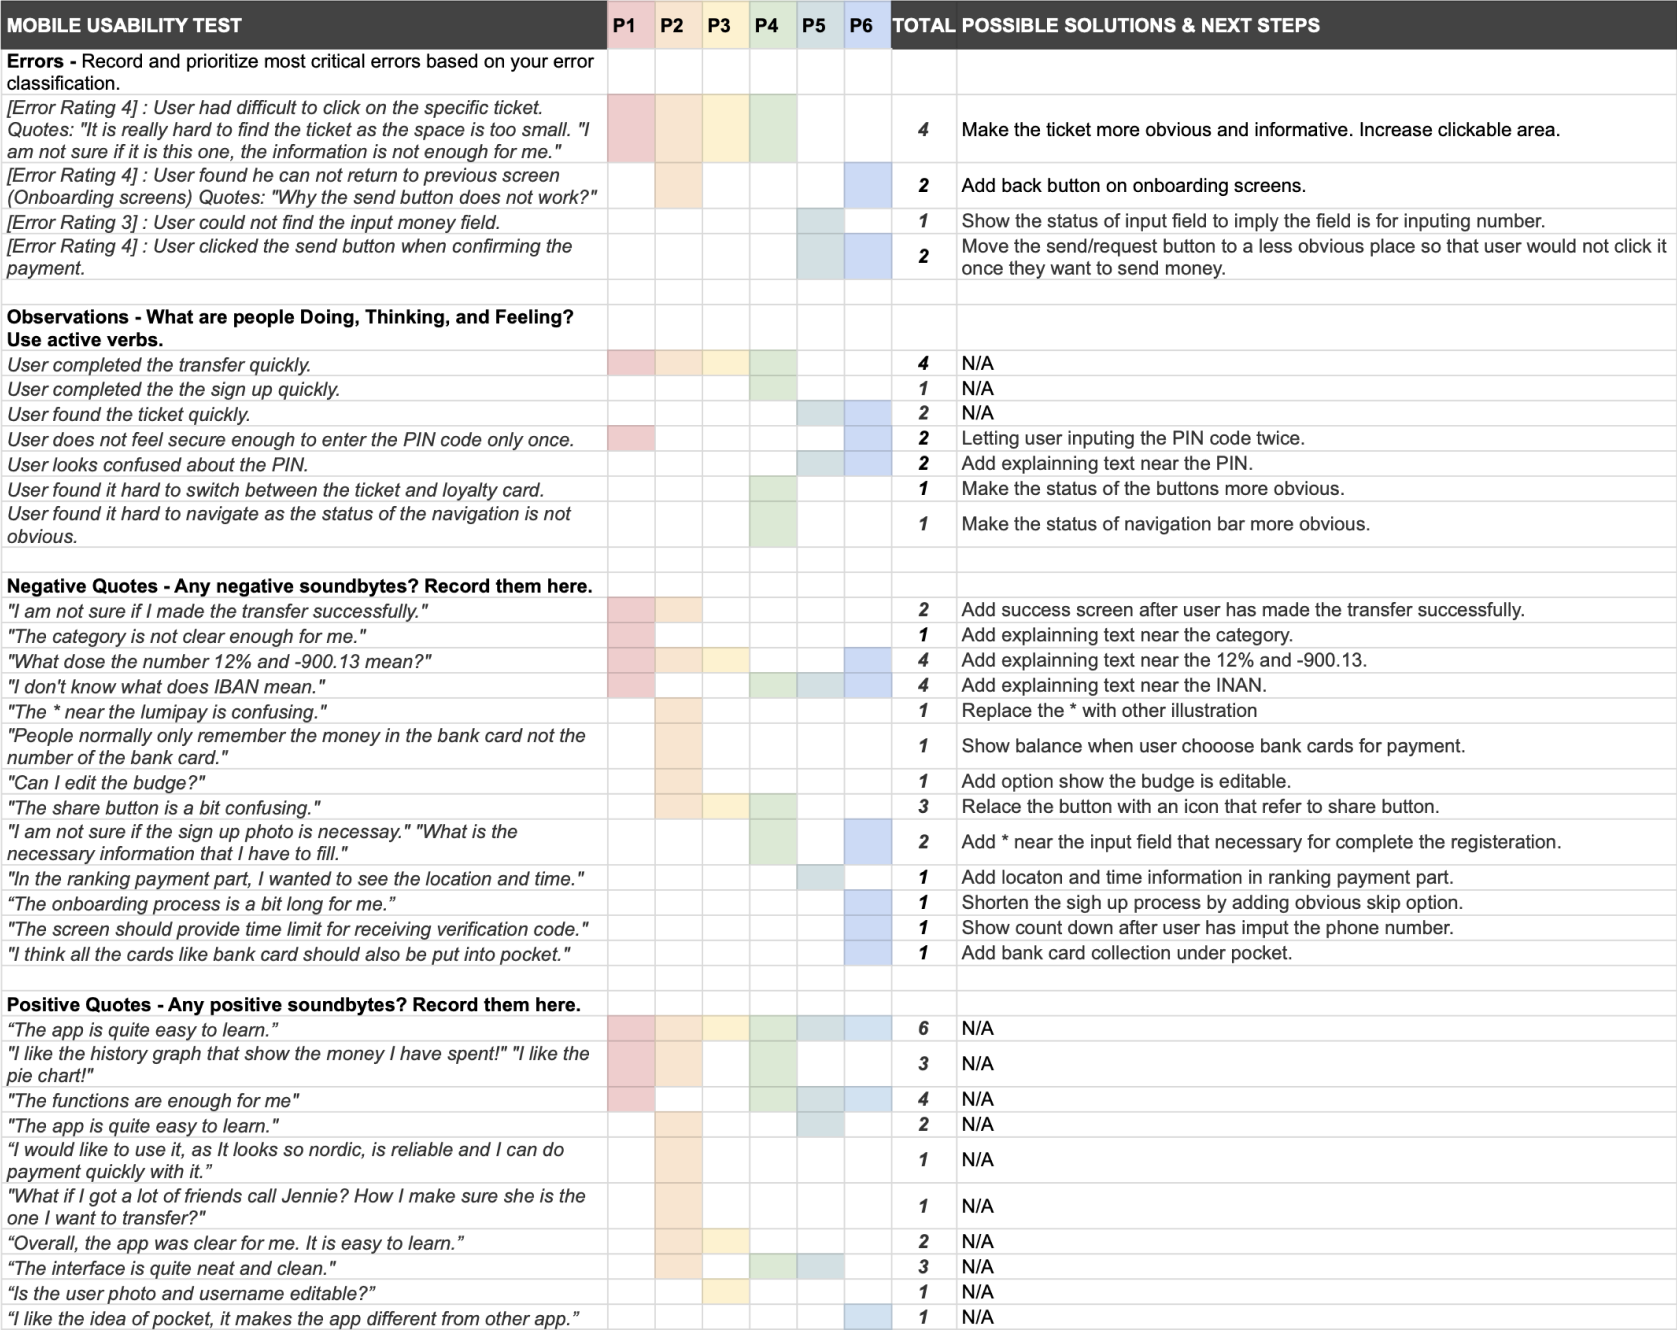 MOBILE USABILITY TEST P1 P2 P3 P4 P5 P6 TOTAL POSSIBLE SOLUTIONS & NEXT STEPS
Errors - Record and prioritize most critical errors based on your error
classification.
[Error Rating 4] : User had difficult to click on the specific ticket.
Quotes: "It is really hard to find the ticket as the space is too small. "I
am not sure if it is this one, the information is not enough for me."
4 Make the ticket more obvious and informative. Increase clickable area.
[Error Rating 4] : User found he can not return to previous screen
(Onboarding screens) Quotes: "Why the send button does not work?"
2 Add back button on onboarding screens.
[Error Rating 3] : User could not find the input money field. 1 Show the status of input field to imply the field is for inputing number.
[Error Rating 4] : User clicked the send button when confirming the
payment.
2 Move the send/request button to a less obvious place so that user would not click it
once they want to send money.
Observations - What are people Doing, Thinking, and Feeling?
Use active verbs.
User completed the transfer quickly. 4 N/A
User completed the the sign up quickly. 1 N/A
User found the ticket quickly. 2 N/A
User does not feel secure enough to enter the PIN code only once. 2 Letting user inputing the PIN code twice.
User looks confused about the PIN. 2 Add explainning text near the PIN.
User found it hard to switch between the ticket and loyalty card. 1 Make the status of the buttons more obvious.
User found it hard to navigate as the status of the navigation is not
obvious.
1 Make the status of navigation bar more obvious.
Negative Quotes - Any negative soundbytes? Record them here.
"I am not sure if I made the transfer successfully." 2 Add success screen after user has made the transfer successfully.
"The category is not clear enough for me." 1 Add explainning text near the category.
"What dose the number 12% and -900.13 mean?" 4 Add explainning text near the 12% and -900.13.
"I don't know what does IBAN mean." 4 Add explainning text near the INAN.
"The * near the lumipay is confusing." 1 Replace the * with other illustration
"People normally only remember the money in the bank card not the
number of the bank card."
1 Show balance when user chooose bank cards for payment.
"Can I edit the budge?" 1 Add option show the budge is editable.
"The share button is a bit confusing." 3 Relace the button with an icon that refer to share button.
"I am not sure if the sign up photo is necessay." "What is the
necessary information that I have to fill."
2 Add * near the input field that necessary for complete the registeration.
"In the ranking payment part, I wanted to see the location and time." 1 Add locaton and time information in ranking payment part.
“The onboarding process is a bit long for me.” 1 Shorten the sigh up process by adding obvious skip option.
"The screen should provide time limit for receiving verification code." 1 Show count down after user has imput the phone number.
"I think all the cards like bank card should also be put into pocket." 1 Add bank card collection under pocket.
Positive Quotes - Any positive soundbytes? Record them here.
“The app is quite easy to learn.” 6 N/A
"I like the history graph that show the money I have spent!" "I like the
pie chart!"
3 N/A
"The functions are enough for me" 4 N/A
"The app is quite easy to learn." 2 N/A
“I would like to use it, as It looks so nordic, is reliable and I can do
payment quickly with it.”
1 N/A
"What if I got a lot of friends call Jennie? How I make sure she is the
one I want to transfer?"
1 N/A
“Overall, the app was clear for me. It is easy to learn.” 2 N/A
“The interface is quite neat and clean." 3 N/A
“Is the user photo and username editable?” 1 N/A
“I like the idea of pocket, it makes the app different from other app.” 1 N/A